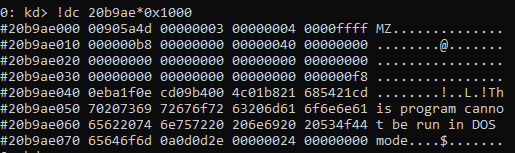 0: kd> !dc 20b9ae*0x1000
#20b9ae000 00905a4d 00000003 00000004 0000ffff MZ..............
#20b9ae010 000000b8 00000000 00000040 00000000 ........@.......
#20b9ae020 00000000 00000000 00000000 00000000 ................
#20b9ae030 00000000 00000000 00000000 000000f8 ................
#20b9ae040 0eba1f0e cd09b400 4c01b821 685421cd ........!..L.!Th
#20b9ae050 70207369 72676f72 63206d61 6f6e6e61 is program canno
#20b9ae060 65622074 6e757220 206e6920 20534f44 t be run in DOS
#20b9ae070 65646f6d 0a0d0d2e 00000024 00000000 mode....$.......